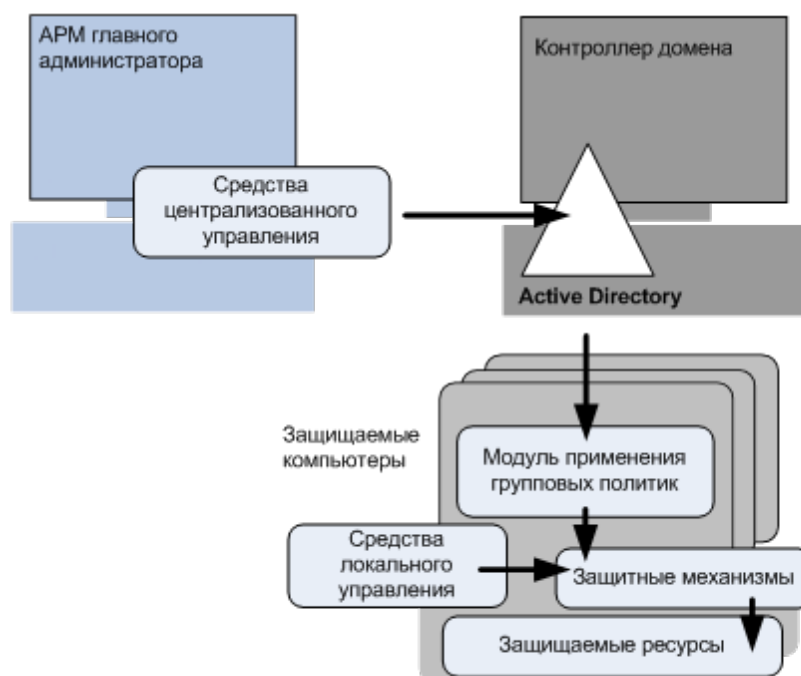 АРМ главного
администратора
Контроллер домена
Средства
централизованного
управления
Active Directory
Защищаемые
компьютеры
Модуль применения
групповых политик
Средства
локального
управления
Защитные механизмы
Защищаемые ресурсы